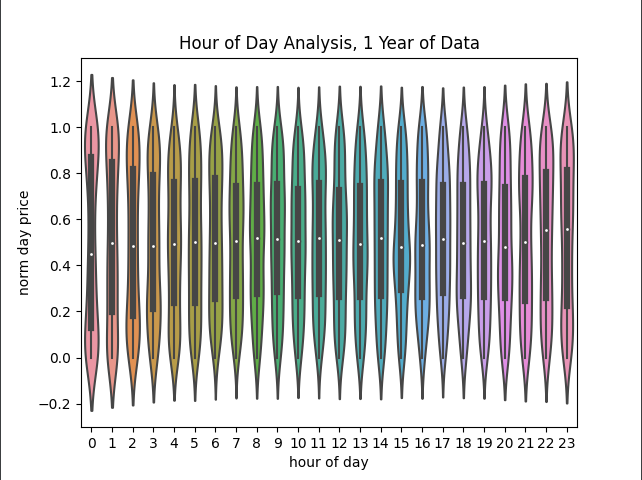 Hour of Day Analysis, 1 Year of Data
norm day price
1.2
1.0
0.8
0.6
0.4
0.2
0.0
−0.2
0 1 2 3 4 5 6 7 8 9 10 11 12 13 14 15 16 17 18 19 20 21 22 23
hour of day